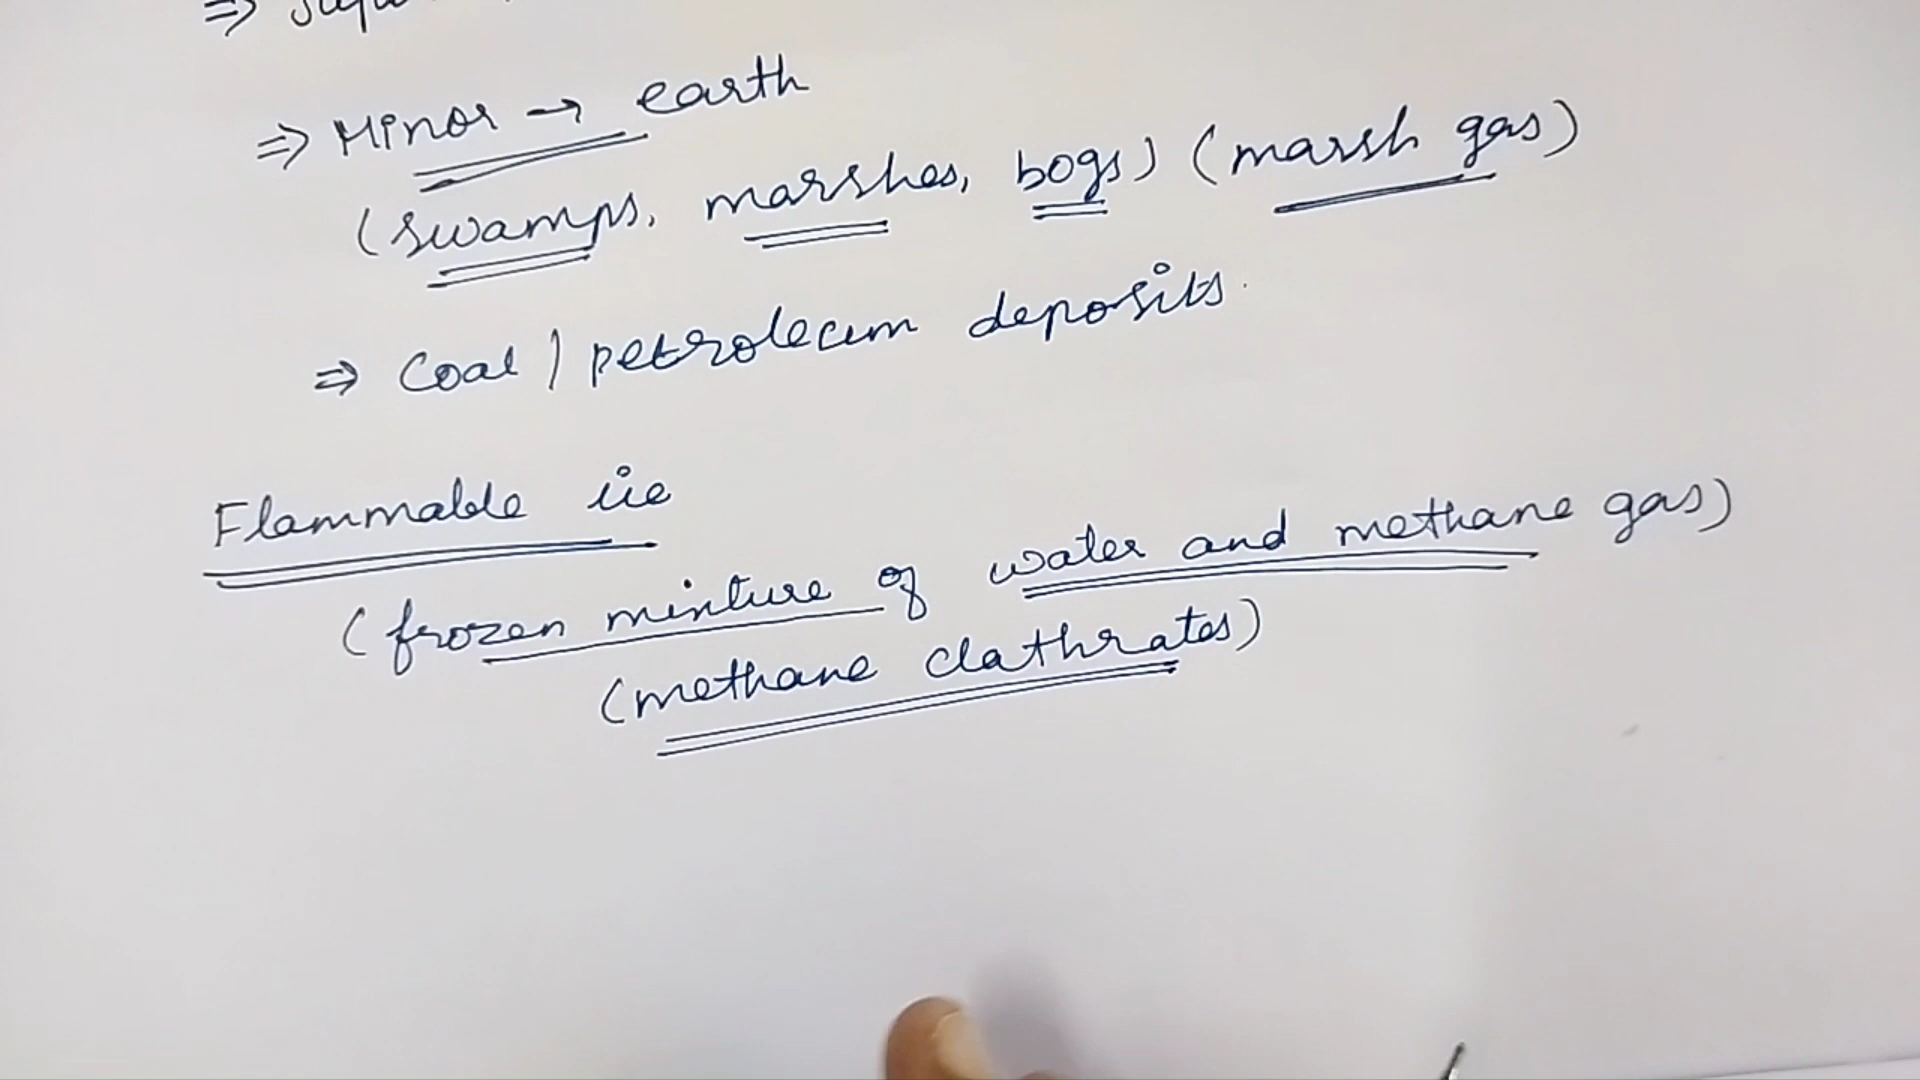 ⇒
⇒ Minor → earth
(swamps, marshes, bogs) (marsh gas)
⇒ Coal / petroleum deposits.
Flammable ice
(frozen mixture of water and methane gas)
(methane clathrates)